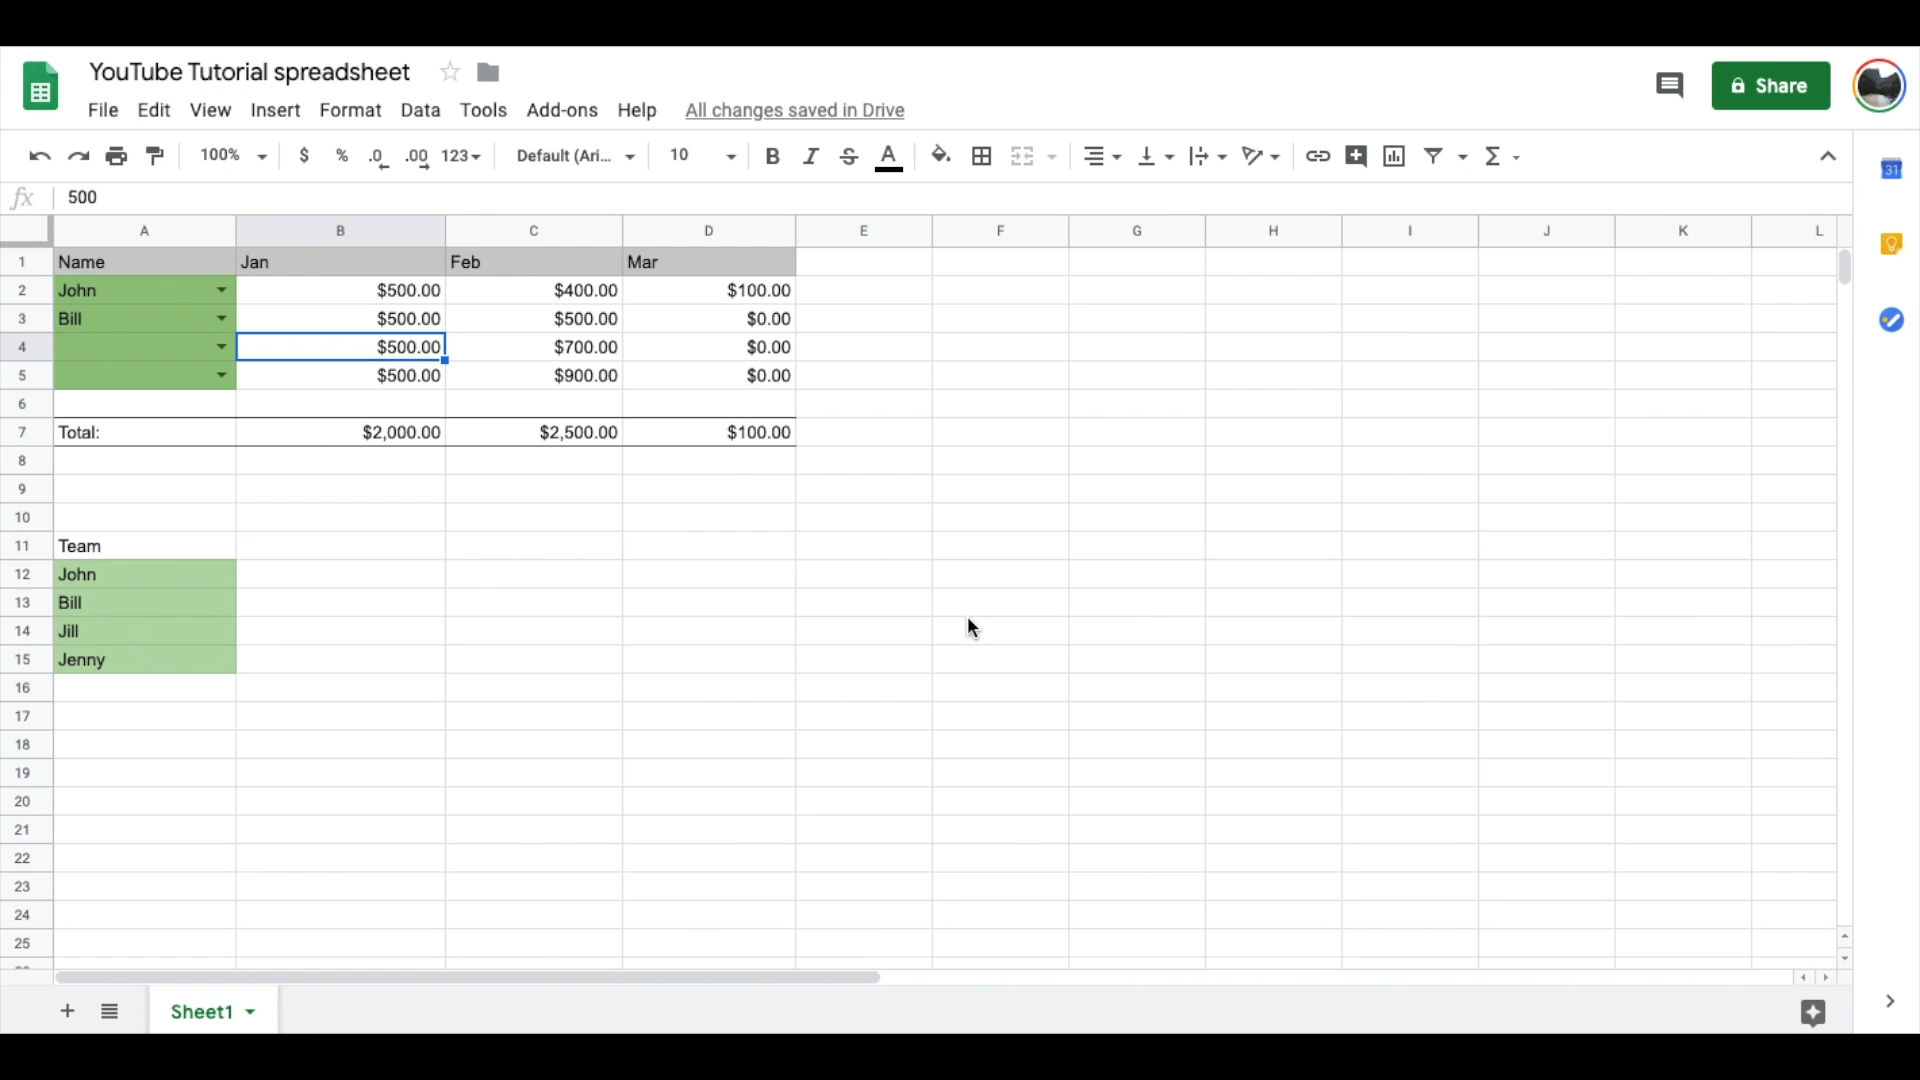 YouTube Tutorial spreadsheet
Share
File Edit View Insert Format Data Tools Add-ons Help All changes saved in Drive
100% $ % .0 .00 123 Default (Ari... 10 B I S A
31
fx 500
A B C D E F G H I J K L
1 Name Jan Feb Mar
2 John $500.00 $400.00 $100.00
3 Bill $500.00 $500.00 $0.00
4 $500.00 $700.00 $0.00
5 $500.00 $900.00 $0.00
6
7 Total: $2,000.00 $2,500.00 $100.00
8
9
10
11 Team
12 John
13 Bill
14 Jill
15 Jenny
16
17
18
19
20
21
22
23
24
25
Sheet1